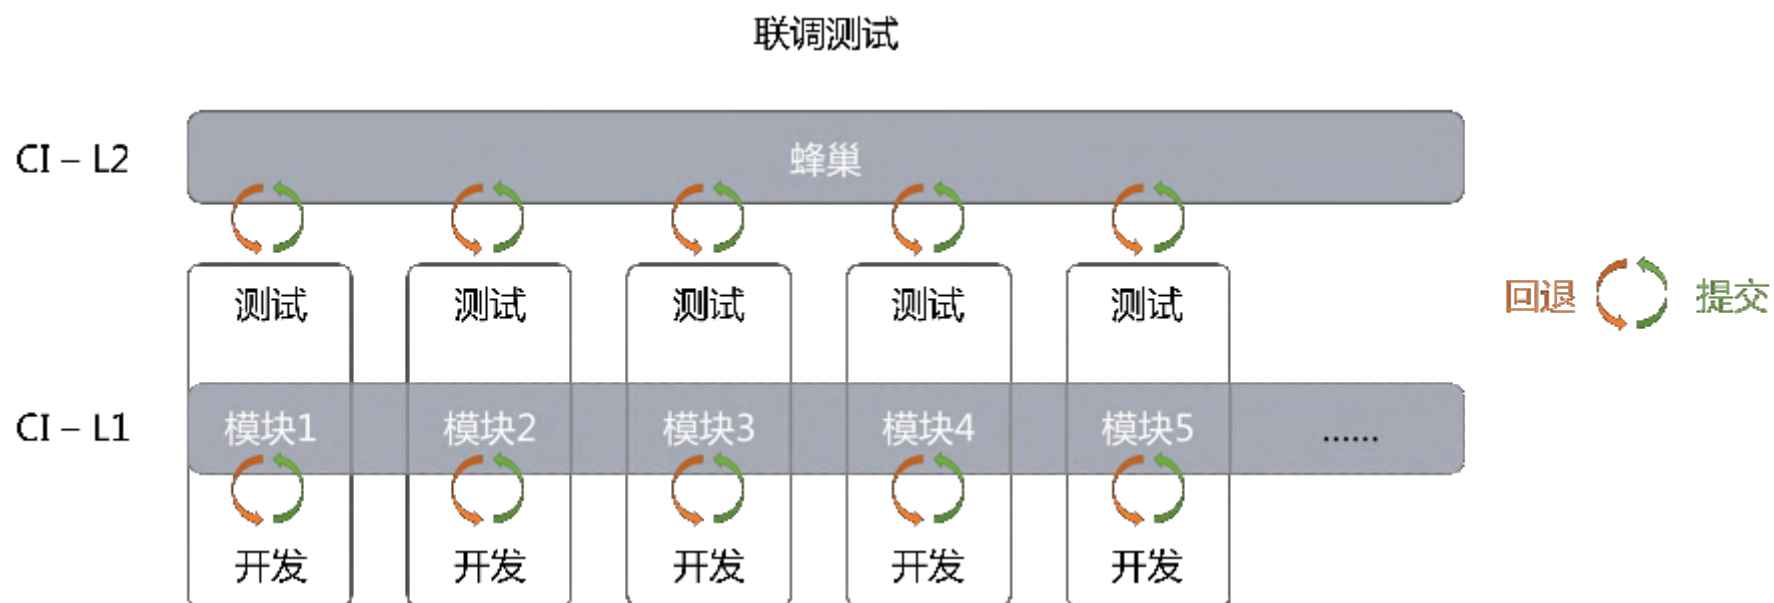 联调测试
CI – L2
蜂巢
测试 测试 测试 测试 测试
回退 提交
CI – L1
模块1 模块2 模块3 模块4 模块5 ......
开发 开发 开发 开发 开发